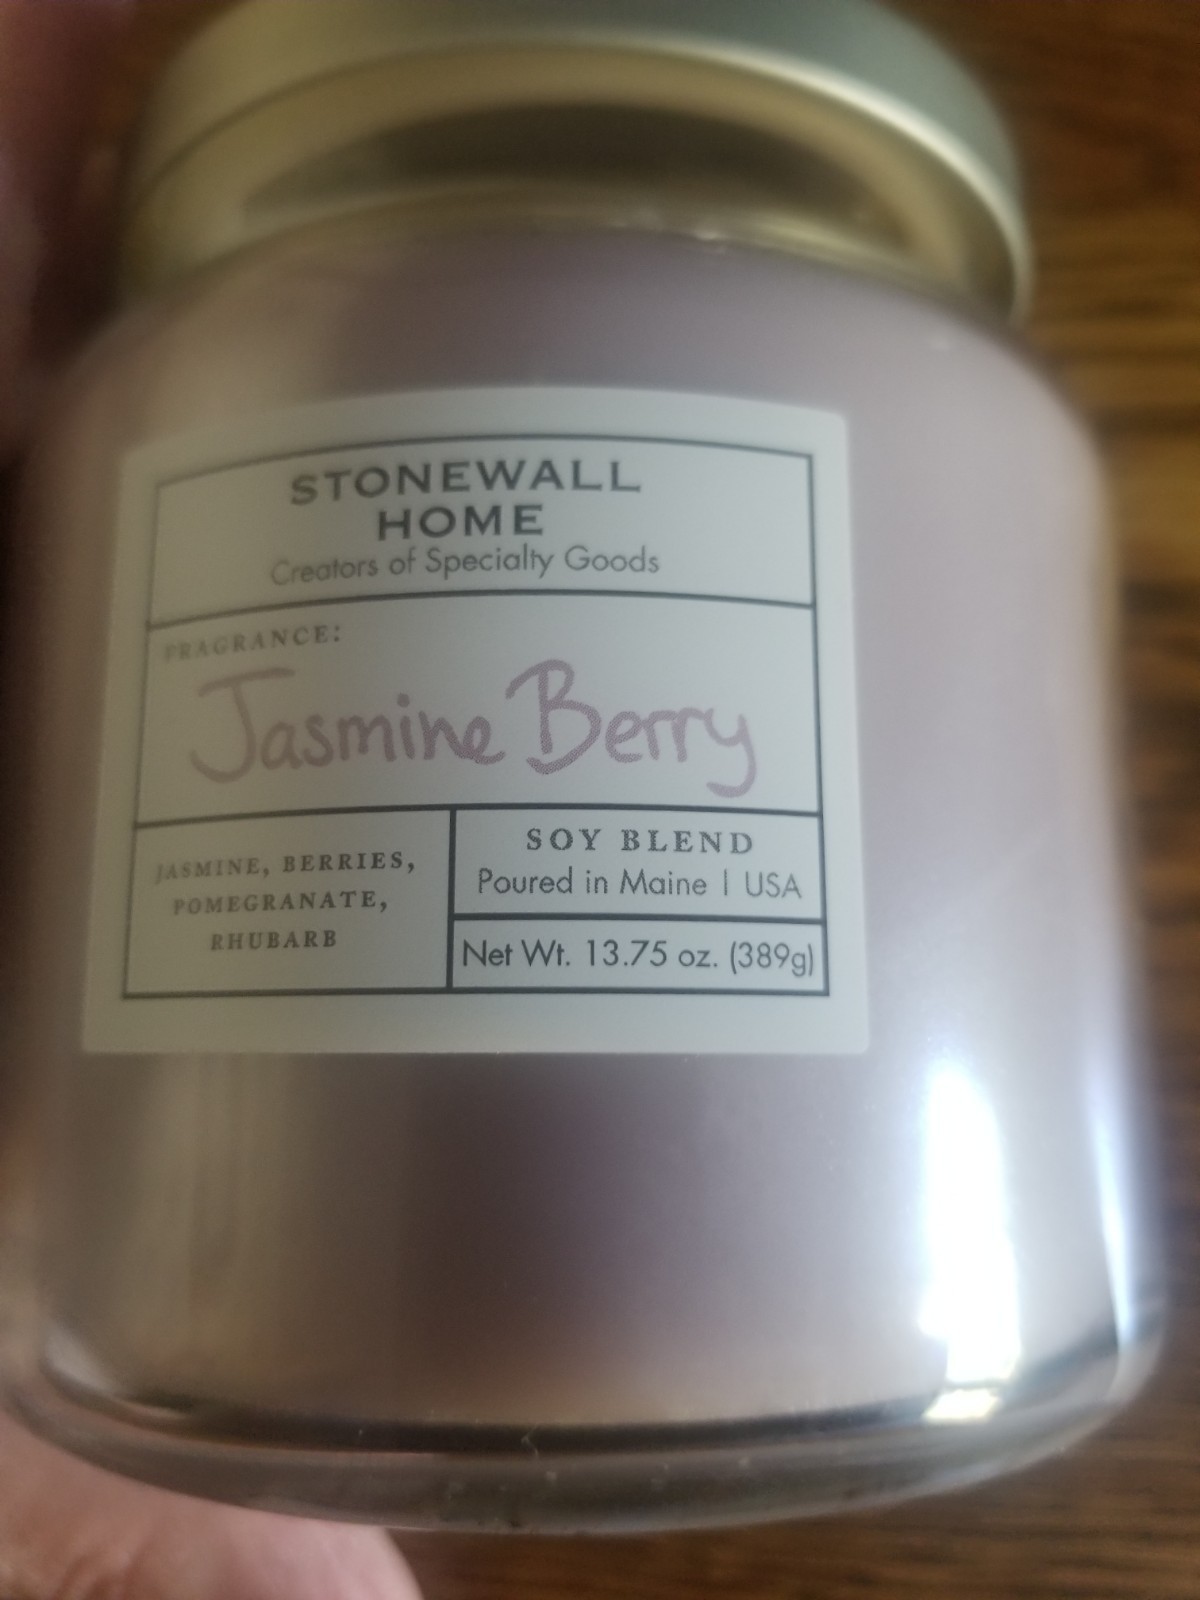 STONEWALL
HOME
Creators of Specialty Goods
FRAGRANCE:
Jasmine Berry
JASMINE, BERRIES,
POMEGRANATE,
RHUBARB
SOY BLEND
Poured in Maine | USA
Net Wt. 13.75 oz. (389g)